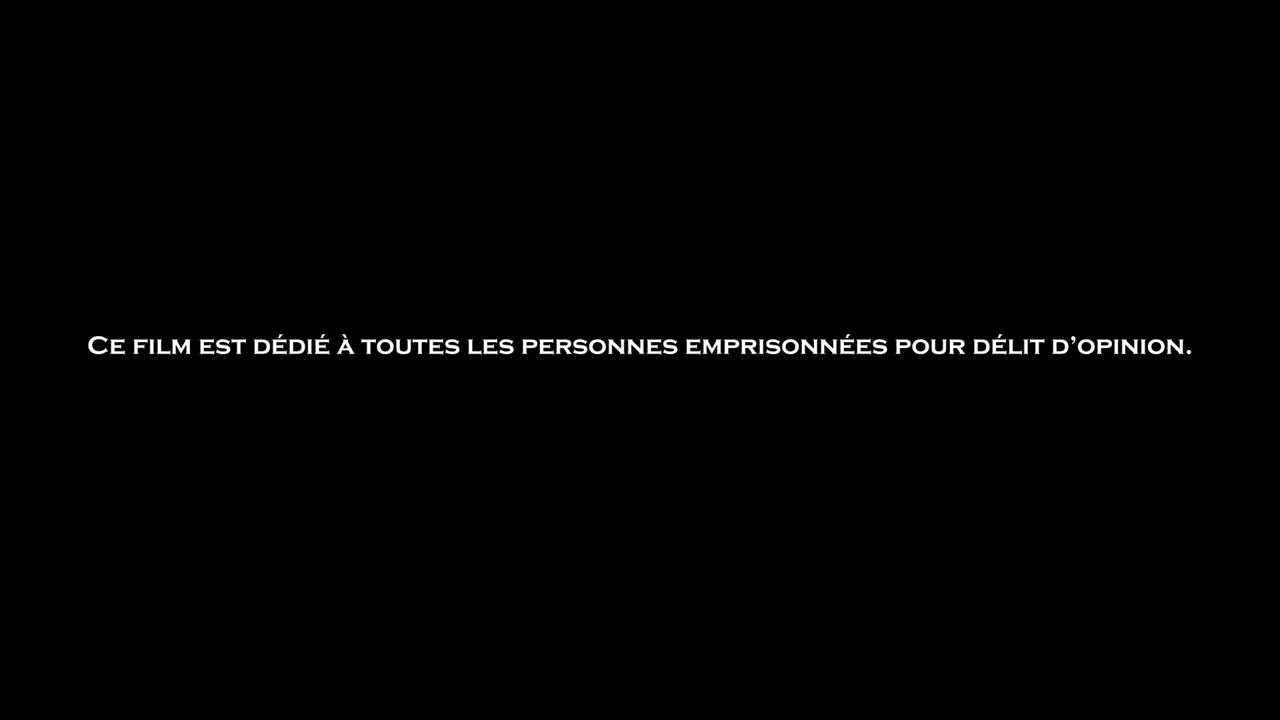 Ce film est dédié à toutes les personnes emprisonnées pour délit d’opinion.